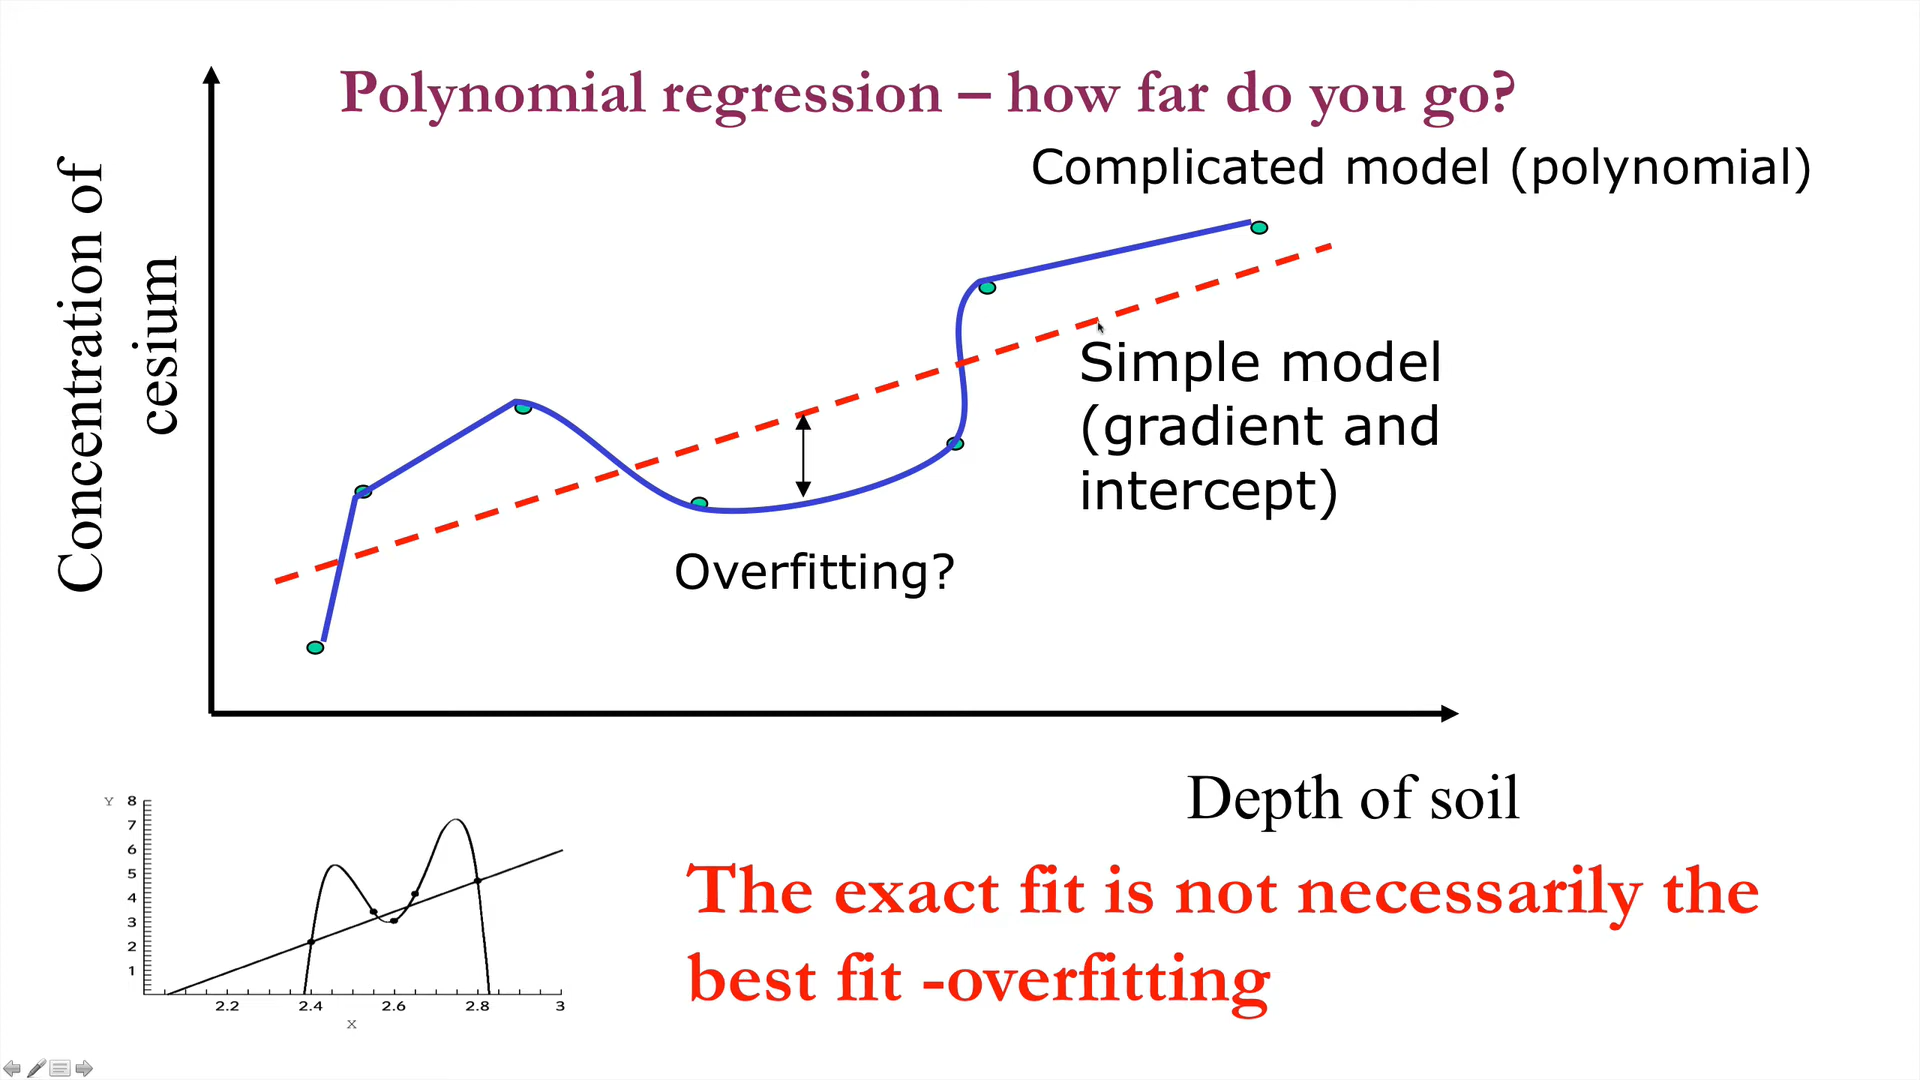 Polynomial regression – how far do you go?
Complicated model (polynomial)
Concentration of
cesium
Simple model
(gradient and
intercept)
Overfitting?
Depth of soil
The exact fit is not necessarily the
best fit -overfitting
Y
8
7
6
5
4
3
2
1
2.2 2.4 2.6 2.8 3
X